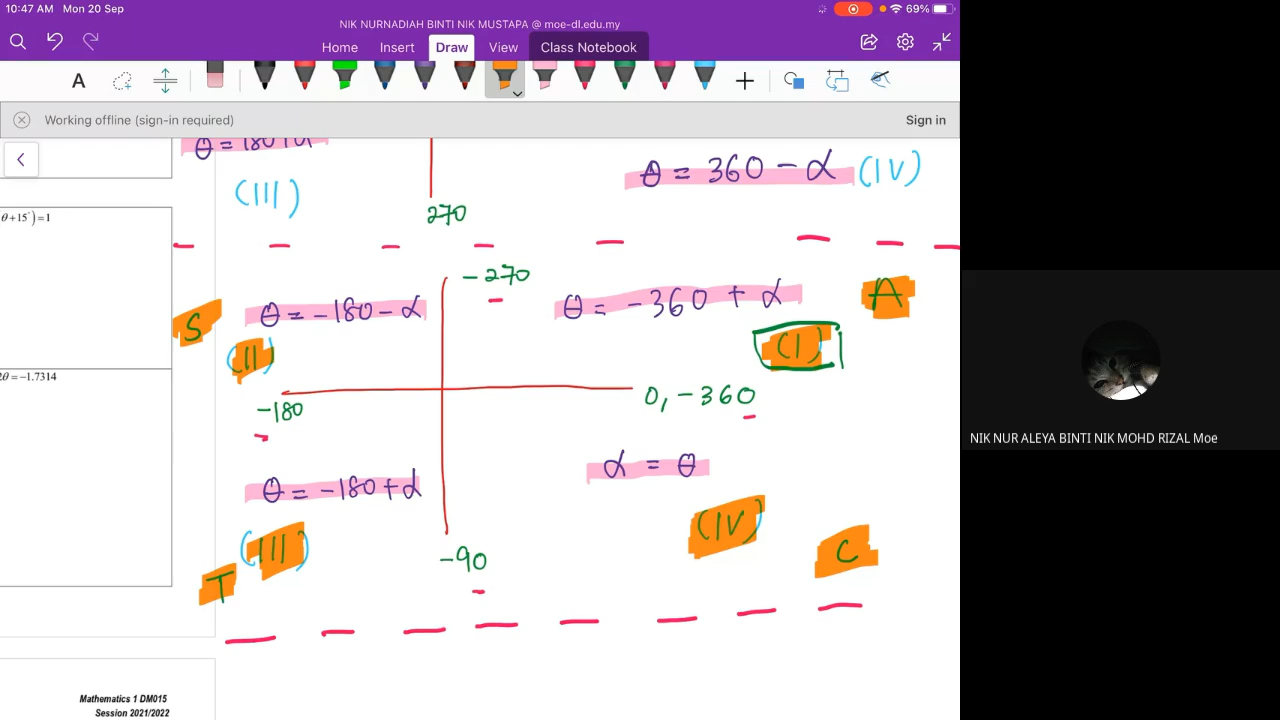 10:47 AM Mon 20 Sep
69%
NIK NURNADIAH BINTI NIK MUSTAPA @ moe-dl.edu.my
Home Insert Draw View Class Notebook
A
Working offline (sign-in required) Sign in
θ = 180 + α
θ = 360 - α (IV)
(III)
270
θ+15°)=1
-270
θ = -180 - α
θ = -360 + α
A
S
(II)
(I)
2θ = -1.7314
-180
0, -360
θ = -180 + α
α = θ
(III)
(IV)
-90
C
T
NIK NUR ALEYA BINTI NIK MOHD RIZAL Moe
Mathematics 1 DM015
Session 2021/2022